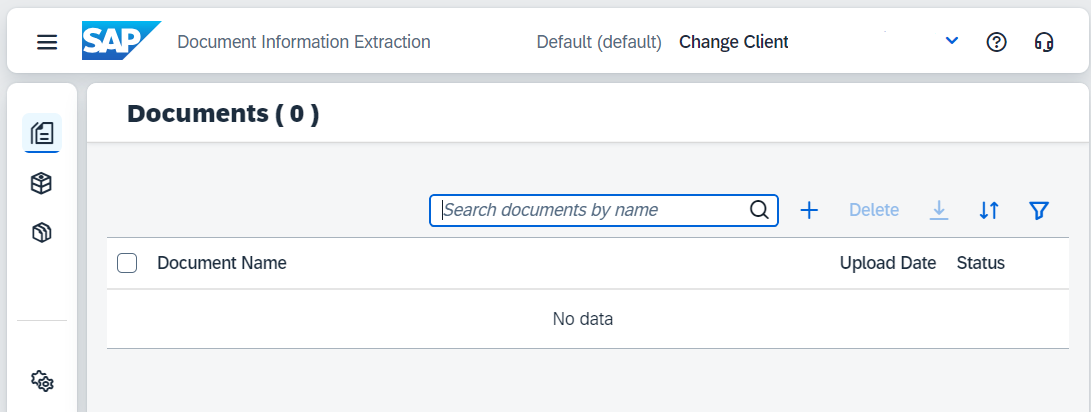 SAP Document Information Extraction Default (default) Change Client
Documents ( 0 )
Search documents by name Delete
Document Name Upload Date Status
No data